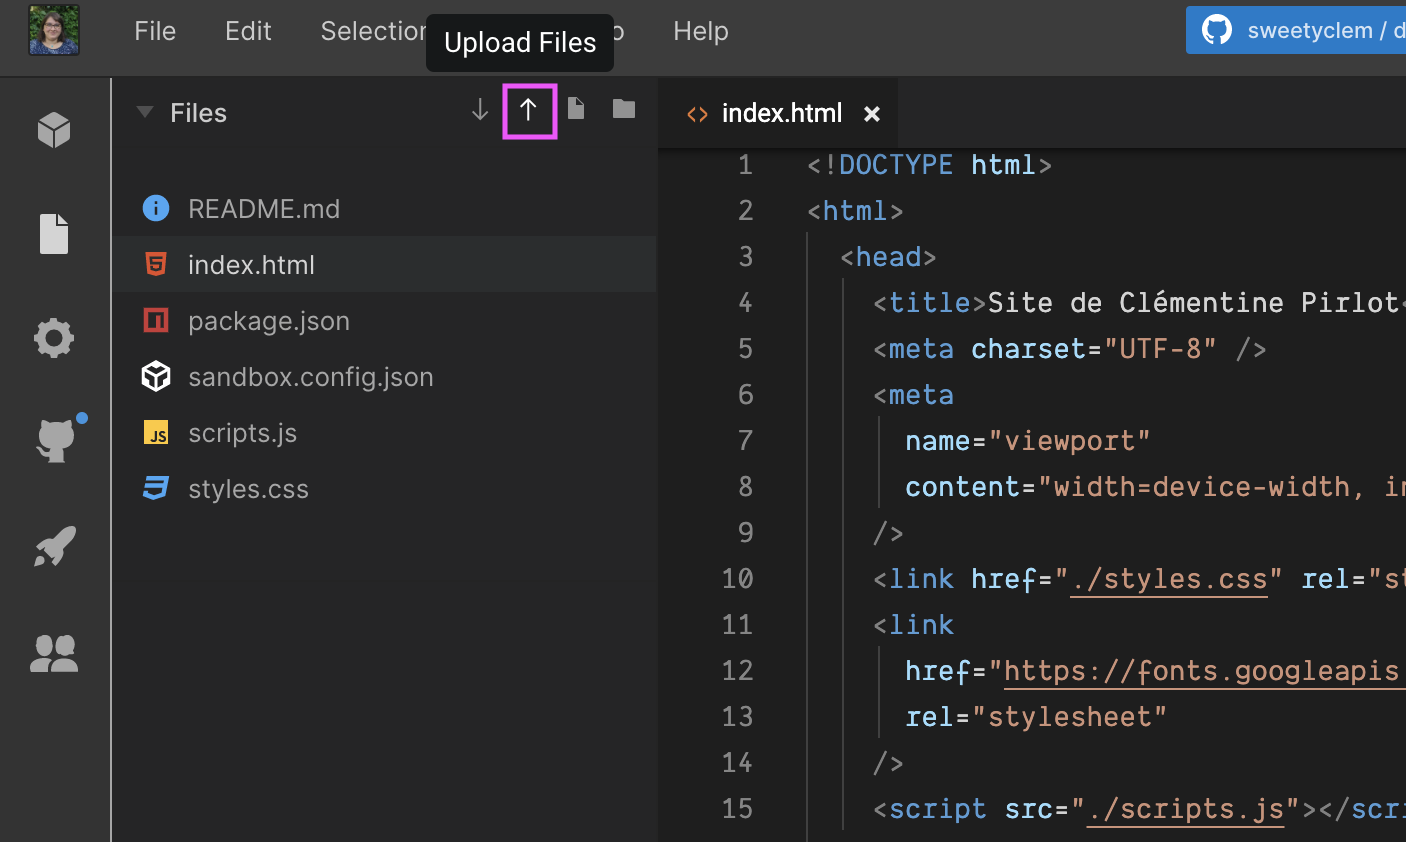 File Edit Selection Help
Upload Files
sweetyclem /
Files
index.html
README.md
index.html
package.json
sandbox.config.json
scripts.js
styles.css
1 <!DOCTYPE html>
2 <html>
3 <head>
4 <title>Site de Clémentine Pirlot<
5 <meta charset="UTF-8" />
6 <meta
7 name="viewport"
8 content="width=device-width,
9 />
10 <link href="./styles.css" rel="
11 <link
12 href="https://fonts.googleapis
13 rel="stylesheet"
14 />
15 <script src="./scripts.js"></scri